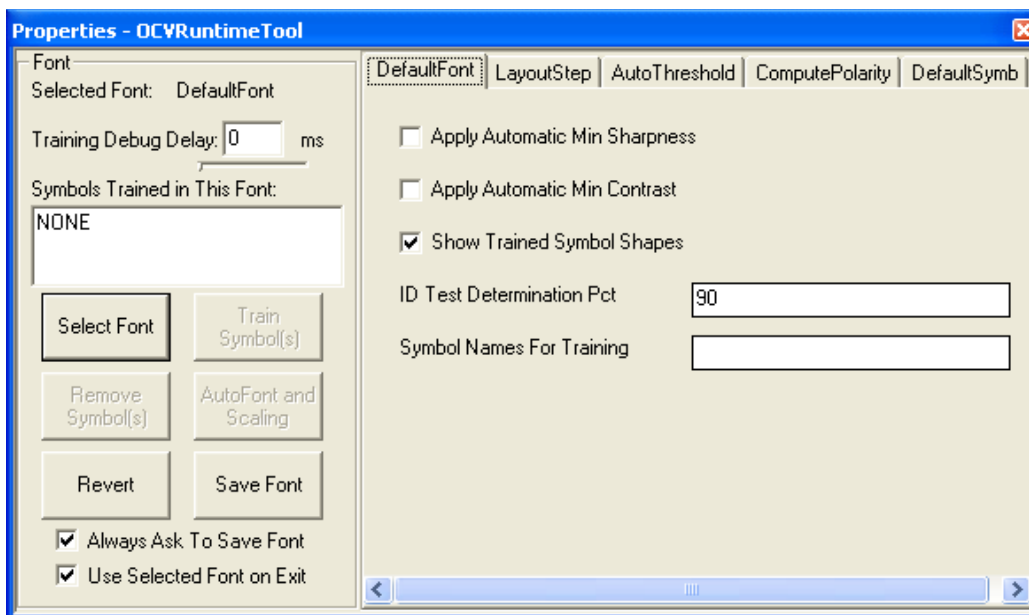 Properties - OCVRuntimeTool
Font
Selected Font: DefaultFont
Training Debug Delay: 0 ms
Symbols Trained in This Font:
NONE
Select Font
Train
Symbol(s)
Remove
Symbol(s)
AutoFont and
Scaling
Revert
Save Font
Always Ask To Save Font
Use Selected Font on Exit
DefaultFont
LayoutStep
AutoThreshold
ComputePolarity
DefaultSymb
Apply Automatic Min Sharpness
Apply Automatic Min Contrast
Show Trained Symbol Shapes
ID Test Determination Pct 90
Symbol Names For Training